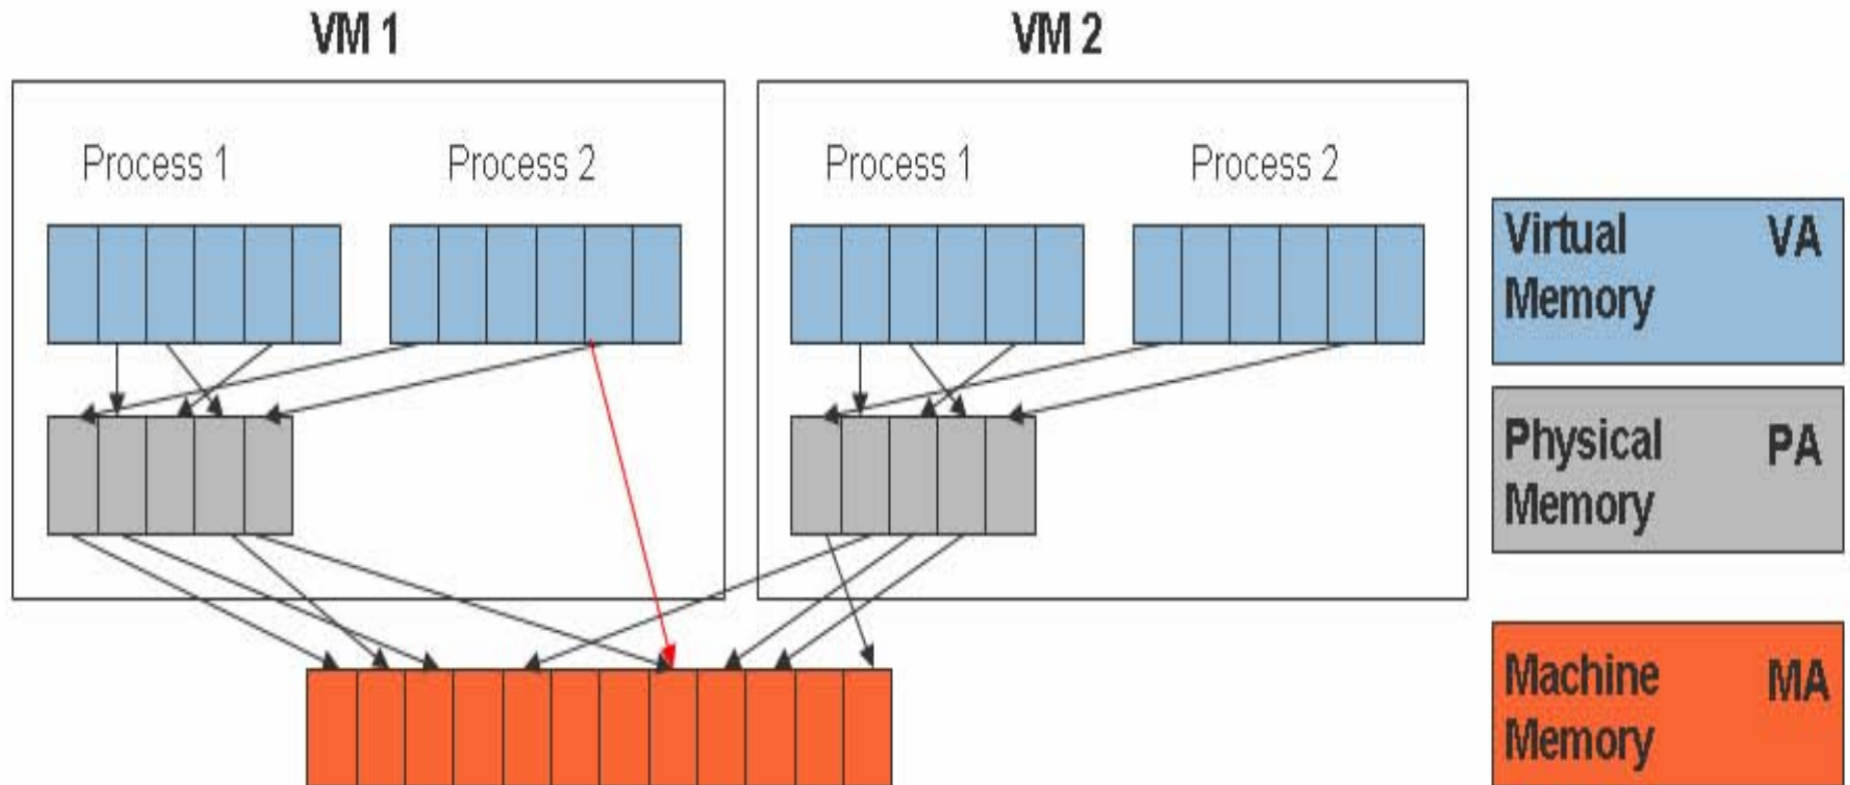 VM 1
VM 2
Process 1
Process 2
Process 1
Process 2
Virtual VA
Memory
Physical PA
Memory
Machine MA
Memory